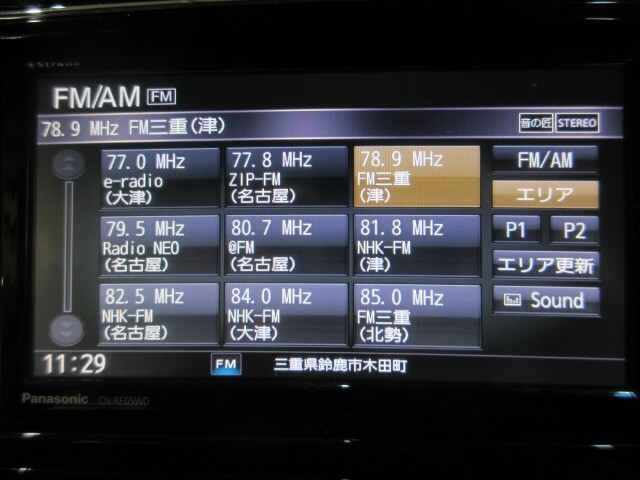 Strada
FM/AM FM
78.9 MHz FM三重(津) 音の匠 STEREO
77.0 MHz
e-radio
(大津)
77.8 MHz
ZIP-FM
(名古屋)
78.9 MHz
FM三重
(津)
FM/AM
エリア
79.5 MHz
Radio NEO
(名古屋)
80.7 MHz
@FM
(名古屋)
81.8 MHz
NHK-FM
(津)
P1 P2
エリア更新
82.5 MHz
NHK-FM
(名古屋)
84.0 MHz
NHK-FM
(大津)
85.0 MHz
FM三重
(北勢)
Sound
11:29 FM 三重県鈴鹿市木田町
Panasonic CN-RE05WD